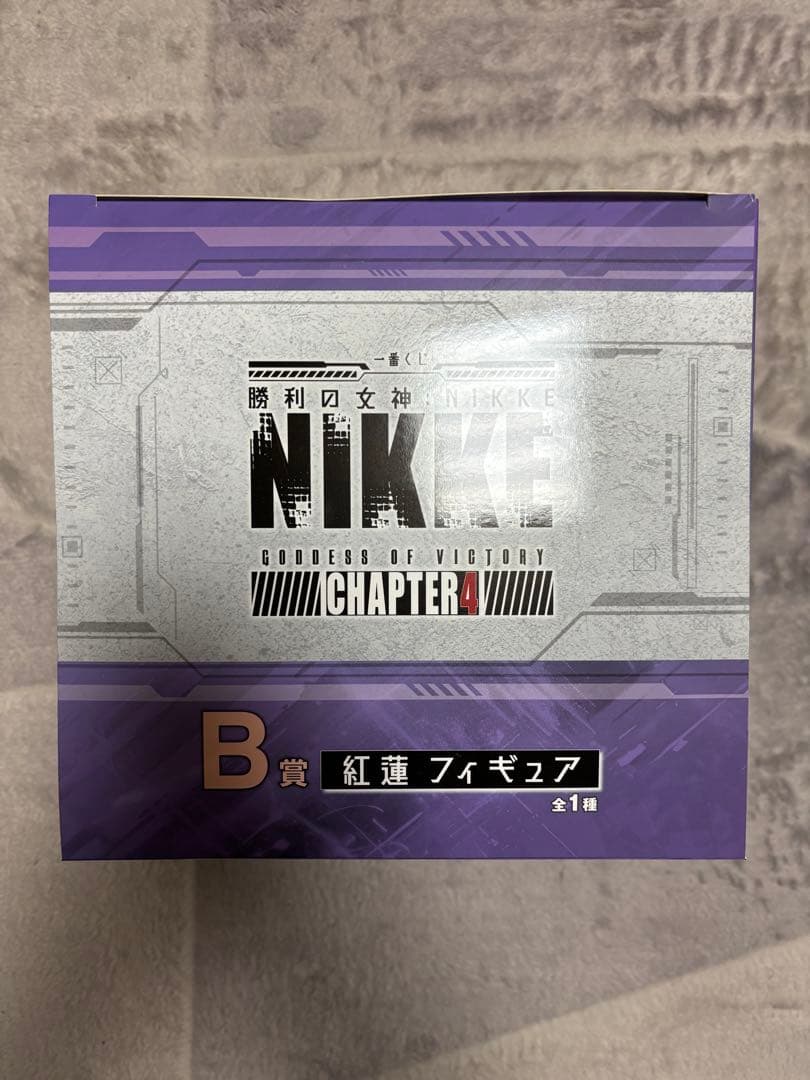 一番くじ
勝利の女神:NIKKE
NIKKE
GODDESS OF VICTORY
CHAPTER4
B賞 紅蓮 フィギュア
全1種